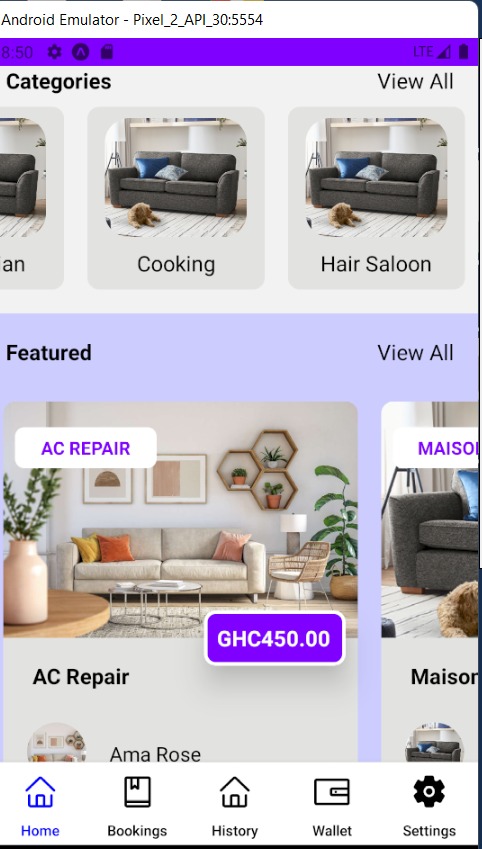 Android Emulator - Pixel_2_API_30:5554
8:50
LTE
Categories View All
ian Cooking Hair Saloon
Featured View All
AC REPAIR
MAISO
GHC450.00
AC Repair
Maison
Ama Rose
Home Bookings History Wallet Settings